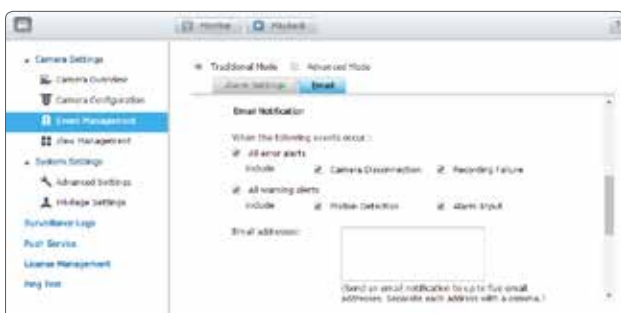 Monitor Playback
Camera Settings
Camera Overview
Camera Configuration
Event Management
View Management
System Settings
Advanced Settings
Privilege Settings
Surveillance Logs
Push Service
License Management
Ping Test
Traditional Mode Advanced Mode
Alarm Settings Email
Email Notification
When the following events occur :
All error alerts
Include Camera Disconnection Recording Failure
All warning alerts
Include Motion Detection Alarm Input
Email addresses:
(Send an email notification to up to five email
addresses. Separate each address with a comma.)